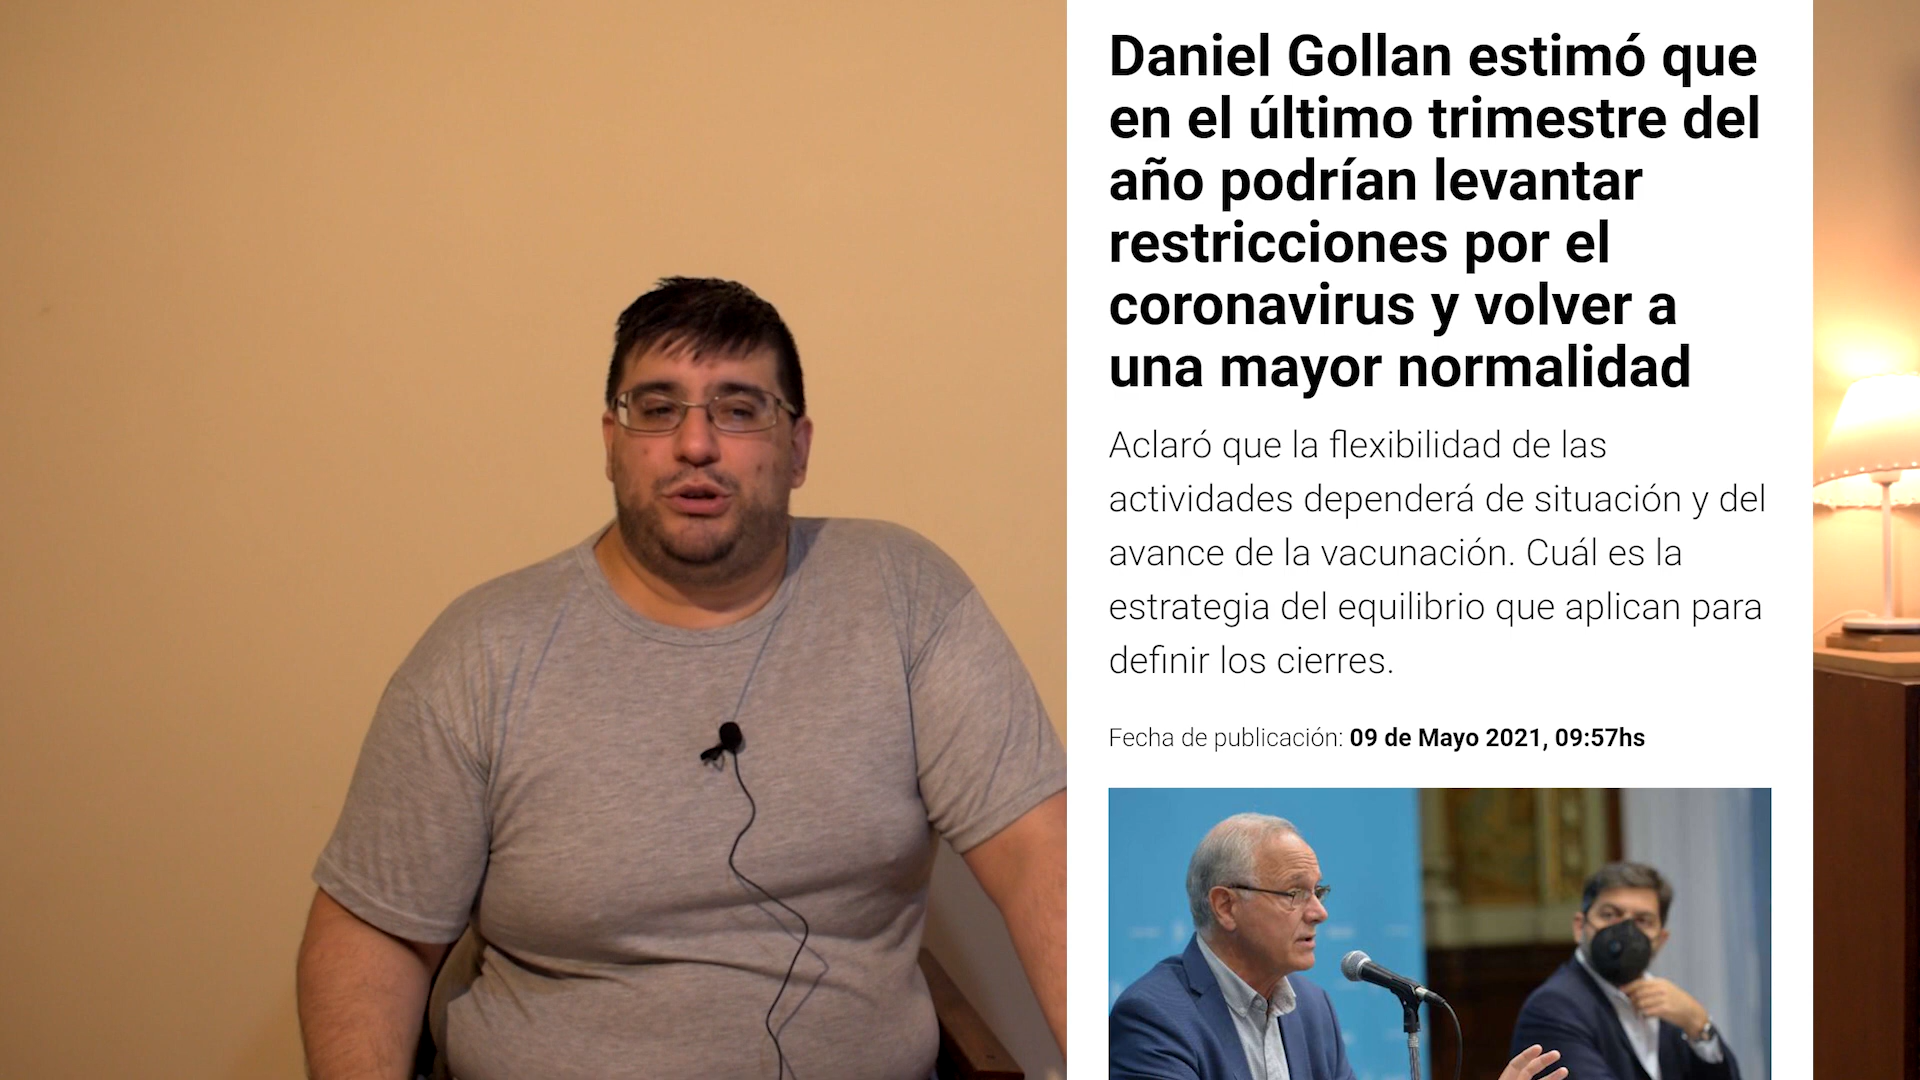 Daniel Gollan estimó que
en el último trimestre del
año podrían levantar
restricciones por el
coronavirus y volver a
una mayor normalidad
Aclaró que la flexibilidad de las
actividades dependerá de situación y del
avance de la vacunación. Cuál es la
estrategia del equilibrio que aplican para
definir los cierres.
Fecha de publicación: 09 de Mayo 2021, 09:57hs